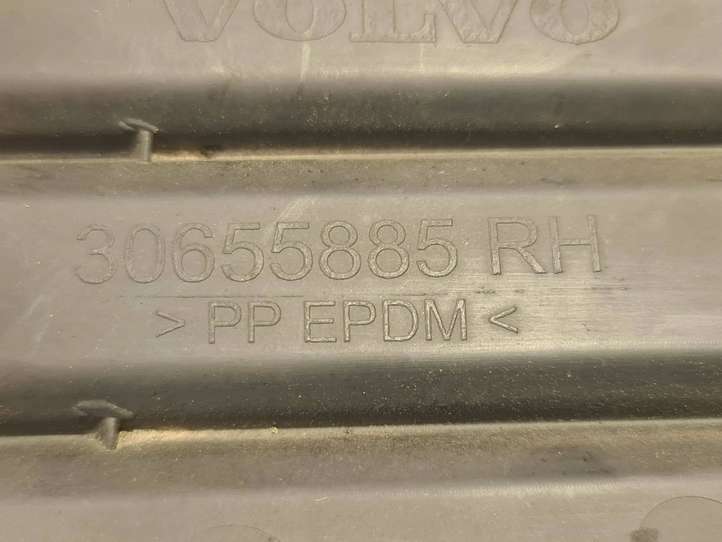 VOLVO
30655885 RH
> PP EPDM <